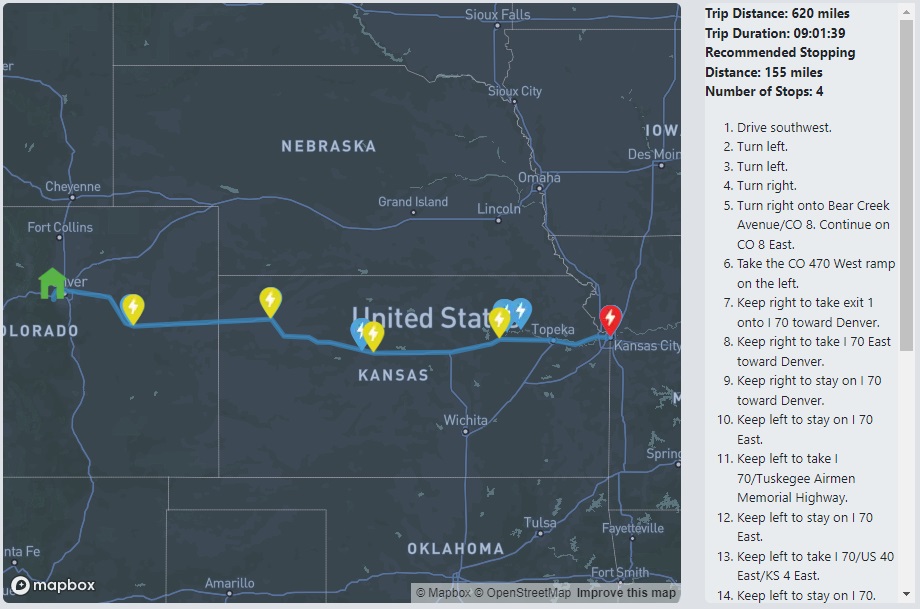 Sioux Falls
er
Sioux City
IOW
NEBRASKA
Des Moin
Omaha
Cheyenne
Grand Island
Lincoln
Fort Collins
ver
United Stat
OLORADO
Topeka
Kansas City
KANSAS
M
Wichita
Spring
Tulsa
Fayetteville
OKLAHOMA
nta Fe
Fort Smith
Amarillo
mapbox
© Mapbox © OpenStreetMap Improve this map
Trip Distance: 620 miles
Trip Duration: 09:01:39
Recommended Stopping
Distance: 155 miles
Number of Stops: 4
1. Drive southwest.
2. Turn left.
3. Turn left.
4. Turn right.
5. Turn right onto Bear Creek
Avenue/CO 8. Continue on
CO 8 East.
6. Take the CO 470 West ramp
on the left.
7. Keep right to take exit 1
onto I 70 toward Denver.
8. Keep right to take I 70 East
toward Denver.
9. Keep right to stay on I 70
toward Denver.
10. Keep left to stay on I 70
East.
11. Keep left to take I
70/Tuskegee Airmen
Memorial Highway.
12. Keep left to stay on I 70
East.
13. Keep left to take I 70/US 40
East/KS 4 East.
14. Keep left to stay on I 70.